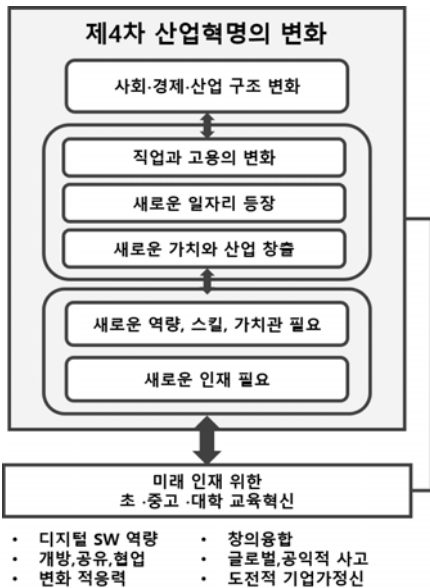 제4차 산업혁명의 변화
사회·경제·산업 구조 변화
직업과 고용의 변화
새로운 일자리 등장
새로운 가치와 산업 창출
새로운 역량, 스킬, 가치관 필요
새로운 인재 필요
미래 인재 위한
초 ·중고 ·대학 교육혁신
• 디지털 SW 역량
• 개방,공유,협업
• 변화 적응력
• 창의융합
• 글로벌,공익적 사고
• 도전적 기업가정신